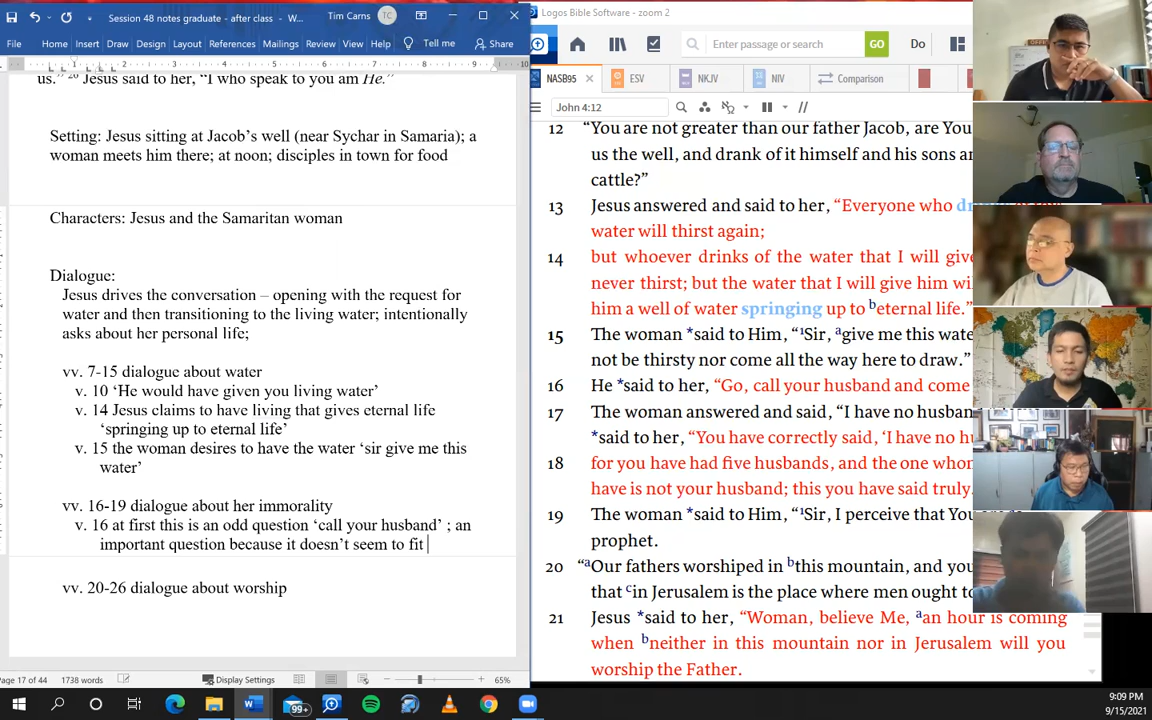 Session 48 notes graduate - after class - W...
Tim Carns
TC
File Home Insert Draw Design Layout References Mailings Review View Help Tell me Share
1 2 3 4 5 6 7 8 9 10
us.” 26 Jesus said to her, “I who speak to you am He.”
Setting: Jesus sitting at Jacob’s well (near Sychar in Samaria); a
woman meets him there; at noon; disciples in town for food
Characters: Jesus and the Samaritan woman
Dialogue:
Jesus drives the conversation – opening with the request for
water and then transitioning to the living water; intentionally
asks about her personal life;
vv. 7-15 dialogue about water
v. 10 ‘He would have given you living water’
v. 14 Jesus claims to have living that gives eternal life
‘springing up to eternal life’
v. 15 the woman desires to have the water ‘sir give me this
water’
vv. 16-19 dialogue about her immorality
v. 16 at first this is an odd question ‘call your husband’ ; an
important question because it doesn’t seem to fit
vv. 20-26 dialogue about worship
Page 17 of 44 1738 words Display Settings 65%
Logos Bible Software - zoom 2
Enter passage or search GO Do
NASB95 ESV NKJV NIV Comparison
John 4:12
12 “You are not greater than our father Jacob, are You
us the well, and drank of it himself and his sons an
cattle?”
13 Jesus answered and said to her, “Everyone who
water will thirst again;
14 but whoever drinks of the water that I will give
never thirst; but the water that I will give him wi
him a well of water springing up to b eternal life.”
15 The woman *said to Him, “1Sir, a give me this wate
not be thirsty nor come all the way here to draw.”
16 He *said to her, “Go, call your husband and come
17 The woman answered and said, “I have no husban
*said to her, “You have correctly said, ‘I have no hu
18 for you have had five husbands, and the one whom
have is not your husband; this you have said truly.
19 The woman *said to Him, “1Sir, I perceive that You
prophet.
20 “a Our fathers worshiped in b this mountain, and you
that c in Jerusalem is the place where men ought to
21 Jesus *said to her, “Woman, believe Me, a an hour is coming
when b neither in this mountain nor in Jerusalem will you
worship the Father.
99+
9:09 PM
9/15/2021